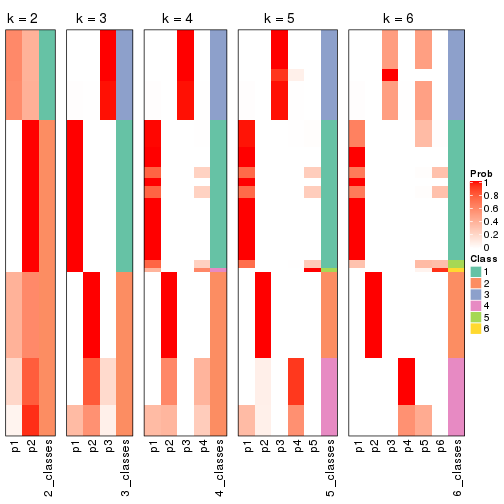 k = 2
k = 3
k = 4
k = 5
k = 6
p1
p2
2_classes
p1
p2
p3
3_classes
p1
p2
p3
p4
4_classes
p1
p2
p3
p4
p5
5_classes
p1
p2
p3
p4
p5
p6
6_classes
Prob
1
0.8
0.6
0.4
0.2
0
Class
1
2
3
4
5
6